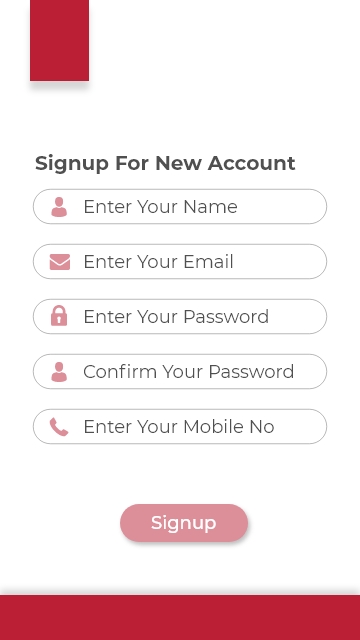 Signup For New Account
Enter Your Name
Enter Your Email
Enter Your Password
Confirm Your Password
Enter Your Mobile No
Signup